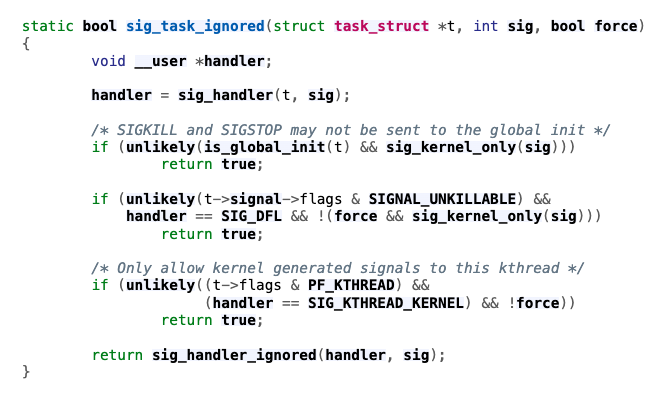 static bool sig_task_ignored(struct task_struct *t, int sig, bool force)
{
        void __user *handler;

        handler = sig_handler(t, sig);

        /* SIGKILL and SIGSTOP may not be sent to the global init */
        if (unlikely(is_global_init(t) && sig_kernel_only(sig)))
                return true;

        if (unlikely(t->signal->flags & SIGNAL_UNKILLABLE) &&
            handler == SIG_DFL && !(force && sig_kernel_only(sig)))
                return true;

        /* Only allow kernel generated signals to this kthread */
        if (unlikely((t->flags & PF_KTHREAD) &&
                     (handler == SIG_KTHREAD_KERNEL) && !force))
                return true;

        return sig_handler_ignored(handler, sig);
}